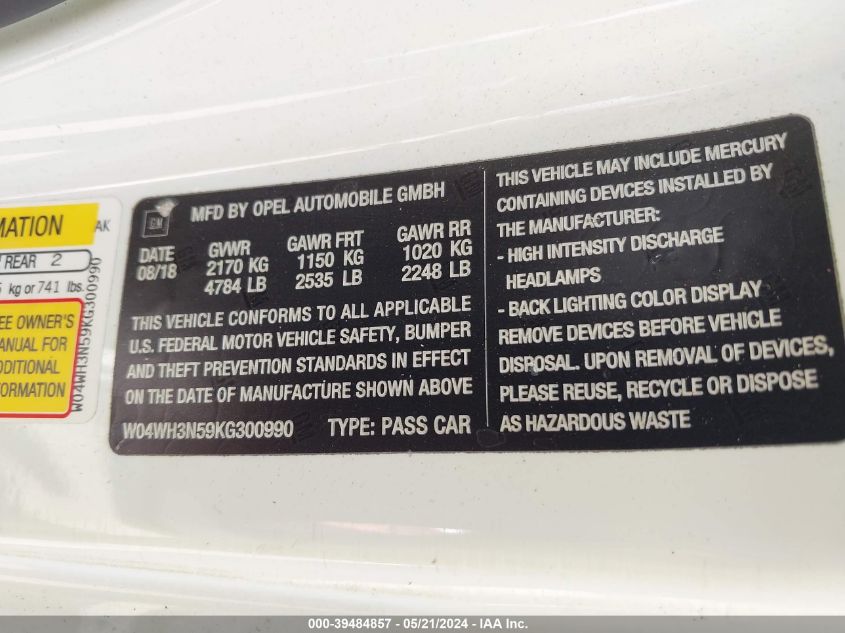 MATION
AK
REAR 2
kg or 741 lbs.
EE OWNER'S
ANUAL FOR
DDITIONAL
FORMATION
W04WH3N59KG300990
GM
MFD BY OPEL AUTOMOBILE GMBH
DATE GVWR GAWR FRT GAWR RR
08/18 2170 KG 1150 KG 1020 KG
4784 LB 2535 LB 2248 LB
THIS VEHICLE CONFORMS TO ALL APPLICABLE
U.S. FEDERAL MOTOR VEHICLE SAFETY, BUMPER
AND THEFT PREVENTION STANDARDS IN EFFECT
ON THE DATE OF MANUFACTURE SHOWN ABOVE
W04WH3N59KG300990 TYPE: PASS CAR
THIS VEHICLE MAY INCLUDE MERCURY
CONTAINING DEVICES INSTALLED BY
THE MANUFACTURER:
- HIGH INTENSITY DISCHARGE
HEADLAMPS
- BACK LIGHTING COLOR DISPLAY
REMOVE DEVICES BEFORE VEHICLE
DISPOSAL. UPON REMOVAL OF DEVICES,
PLEASE REUSE, RECYCLE OR DISPOSE
AS HAZARDOUS WASTE
000-39484857 - 05/21/2024 - IAA Inc.